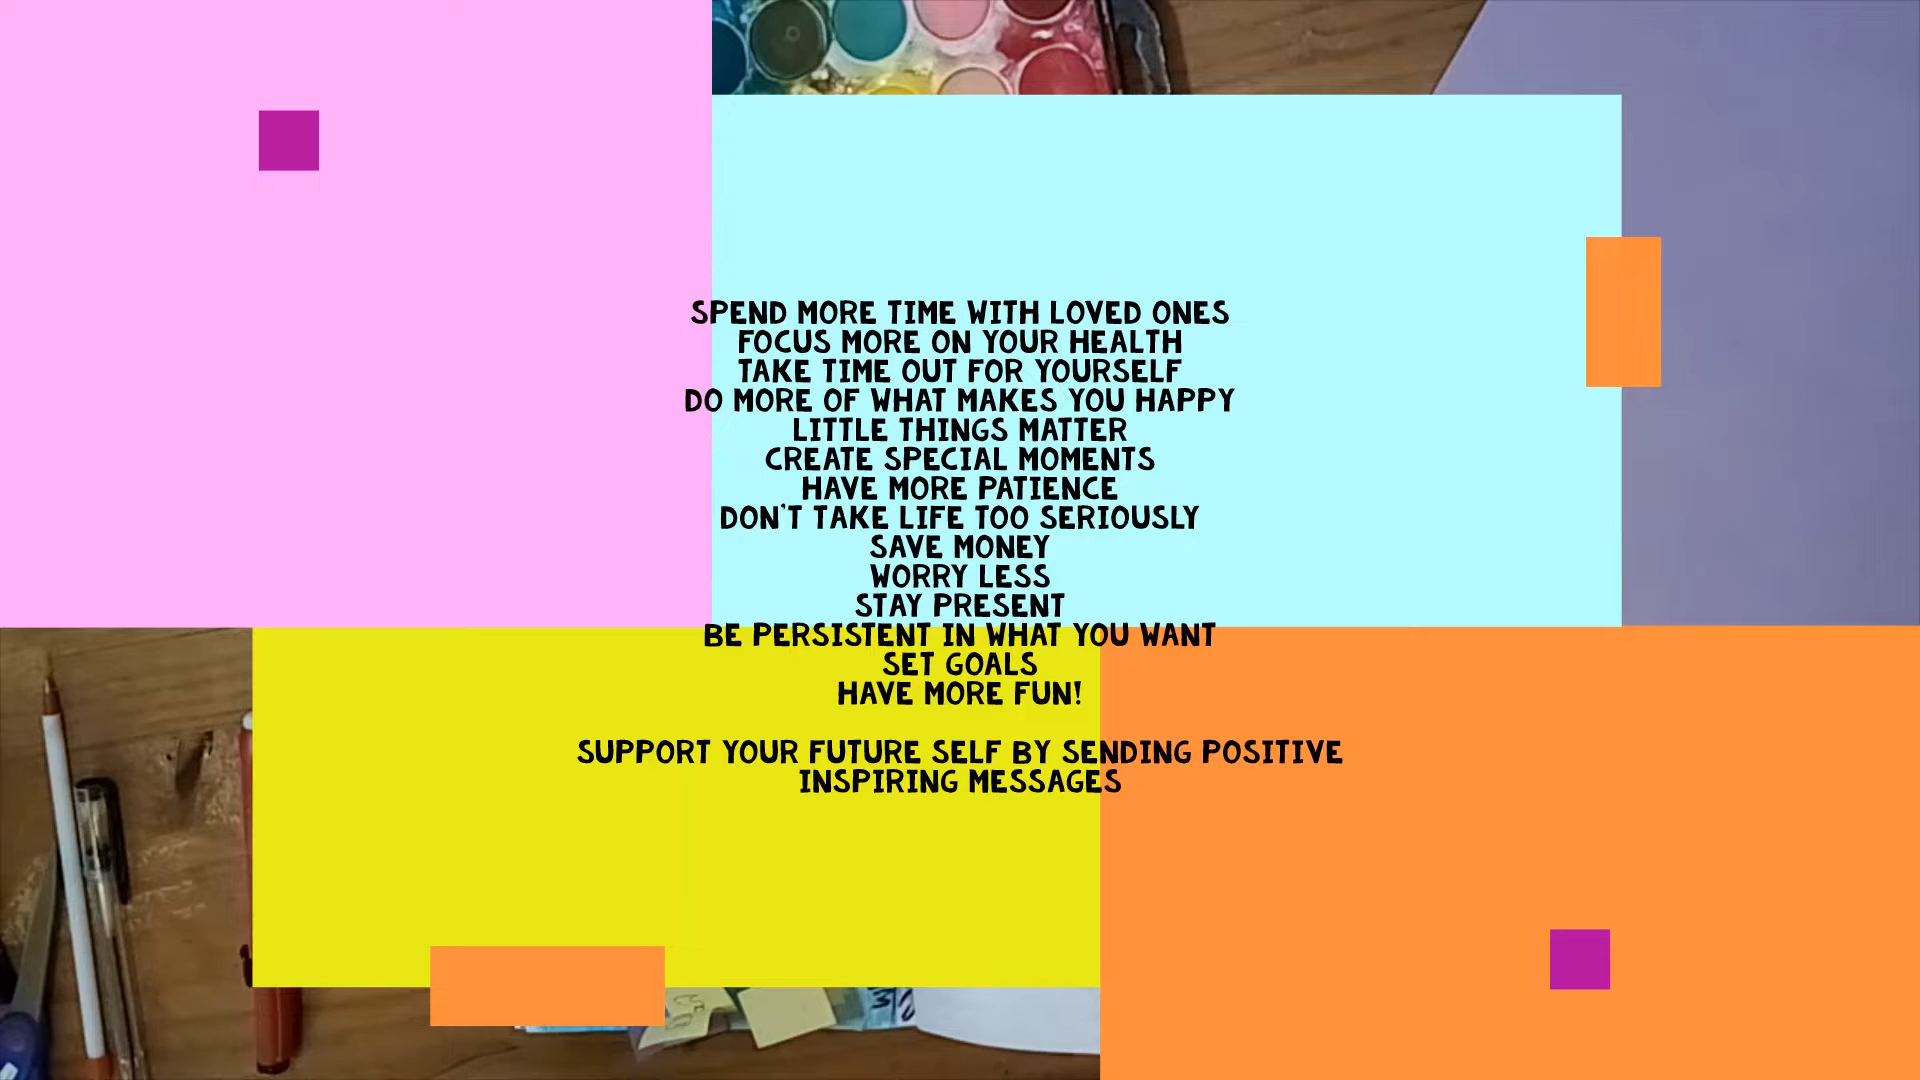 SPEND MORE TIME WITH LOVED ONES
FOCUS MORE ON YOUR HEALTH
TAKE TIME OUT FOR YOURSELF
DO MORE OF WHAT MAKES YOU HAPPY
LITTLE THINGS MATTER
CREATE SPECIAL MOMENTS
HAVE MORE PATIENCE
DON'T TAKE LIFE TOO SERIOUSLY
SAVE MONEY
WORRY LESS
STAY PRESENT
BE PERSISTENT IN WHAT YOU WANT
SET GOALS
HAVE MORE FUN!
SUPPORT YOUR FUTURE SELF BY SENDING POSITIVE
INSPIRING MESSAGES